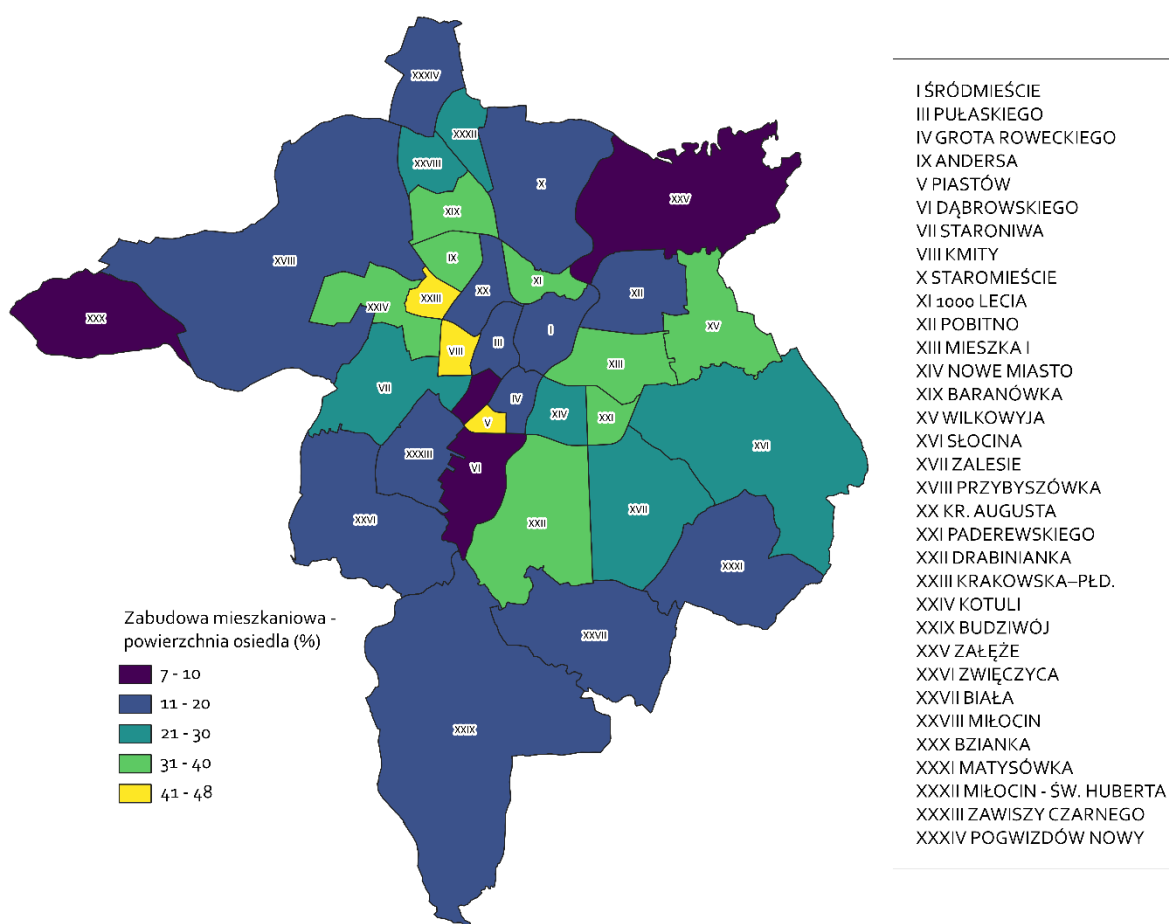 XXXIV
XXXII
XXVIII
X
XXV
XIX
IX
XI
XVIII
XX
XII
XXIII
XXIV
XV
XXX
III
I
VIII
XIII
VII
IV
XIV
XXI
V
XVI
XXXIII
VI
XXVI
XXII
XVII
XXXI
XXVII
XXIX
Zabudowa mieszkaniowa -
powierzchnia osiedla (%)
7 - 10
11 - 20
21 - 30
31 - 40
41 - 48
I ŚRÓDMIEŚCIE
III PUŁASKIEGO
IV GROTA ROWECKIEGO
IX ANDERSA
V PIASTÓW
VI DĄBROWSKIEGO
VII STARONIWA
VIII KMITY
X STAROMIEŚCIE
XI 1000 LECIA
XII POBITNO
XIII MIESZKA I
XIV NOWE MIASTO
XIX BARANÓWKA
XV WILKOWYJA
XVI SŁOCINA
XVII ZALESIE
XVIII PRZYBYSZÓWKA
XX KR. AUGUSTA
XXI PADEREWSKIEGO
XXII DRABINIANKA
XXIII KRAKOWSKA–PŁD.
XXIV KOTULI
XXIX BUDZIWÓJ
XXV ZAŁĘŻE
XXVI ZWIĘCZYCA
XXVII BIAŁA
XXVIII MIŁOCIN
XXX BZIANKA
XXXI MATYSÓWKA
XXXII MIŁOCIN - ŚW. HUBERTA
XXXIII ZAWISZY CZARNEGO
XXXIV POGWIZDÓW NOWY